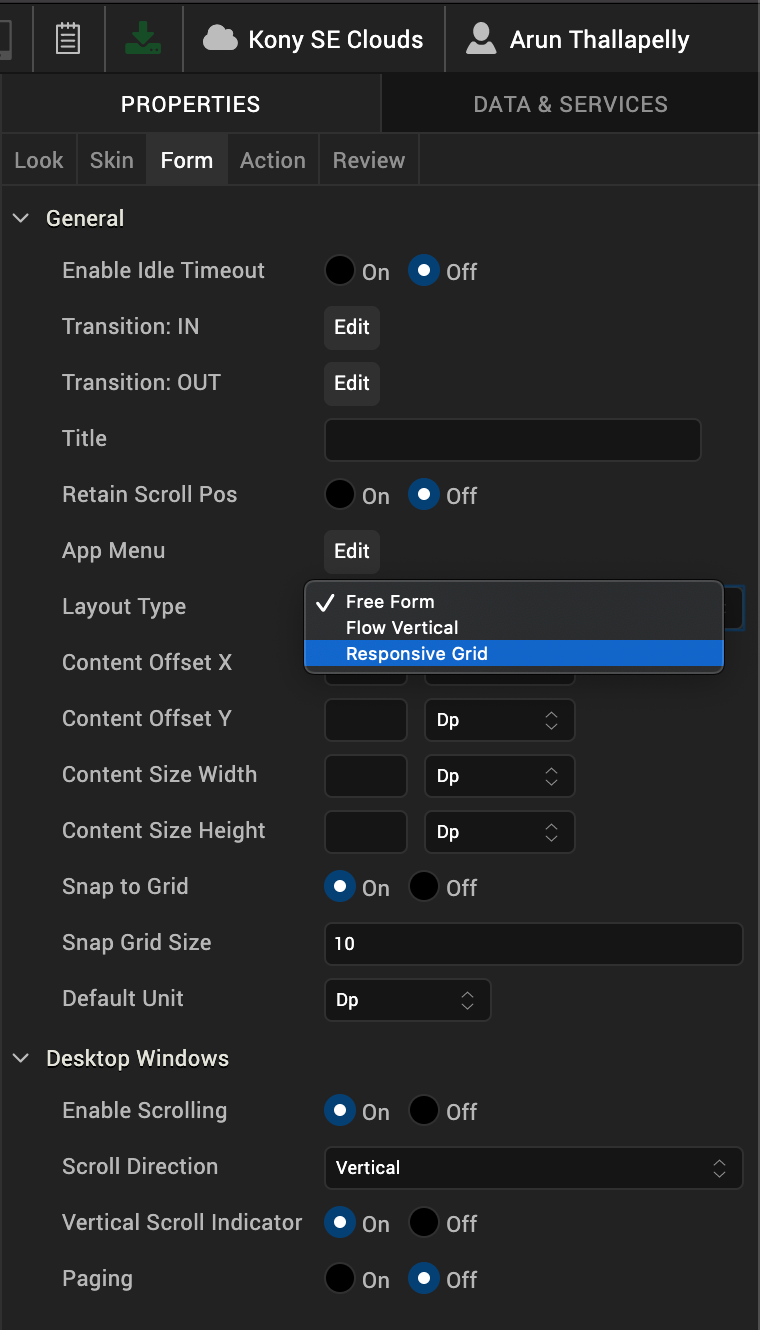 Kony SE Clouds Arun Thallapelly
PROPERTIES DATA & SERVICES
Look Skin Form Action Review
General
Enable Idle Timeout On Off
Transition: IN Edit
Transition: OUT Edit
Title
Retain Scroll Pos On Off
App Menu Edit
Layout Type Free Form
Flow Vertical
Responsive Grid
Content Offset X
Content Offset Y Dp
Content Size Width Dp
Content Size Height Dp
Snap to Grid On Off
Snap Grid Size 10
Default Unit Dp
Desktop Windows
Enable Scrolling On Off
Scroll Direction Vertical
Vertical Scroll Indicator On Off
Paging On Off